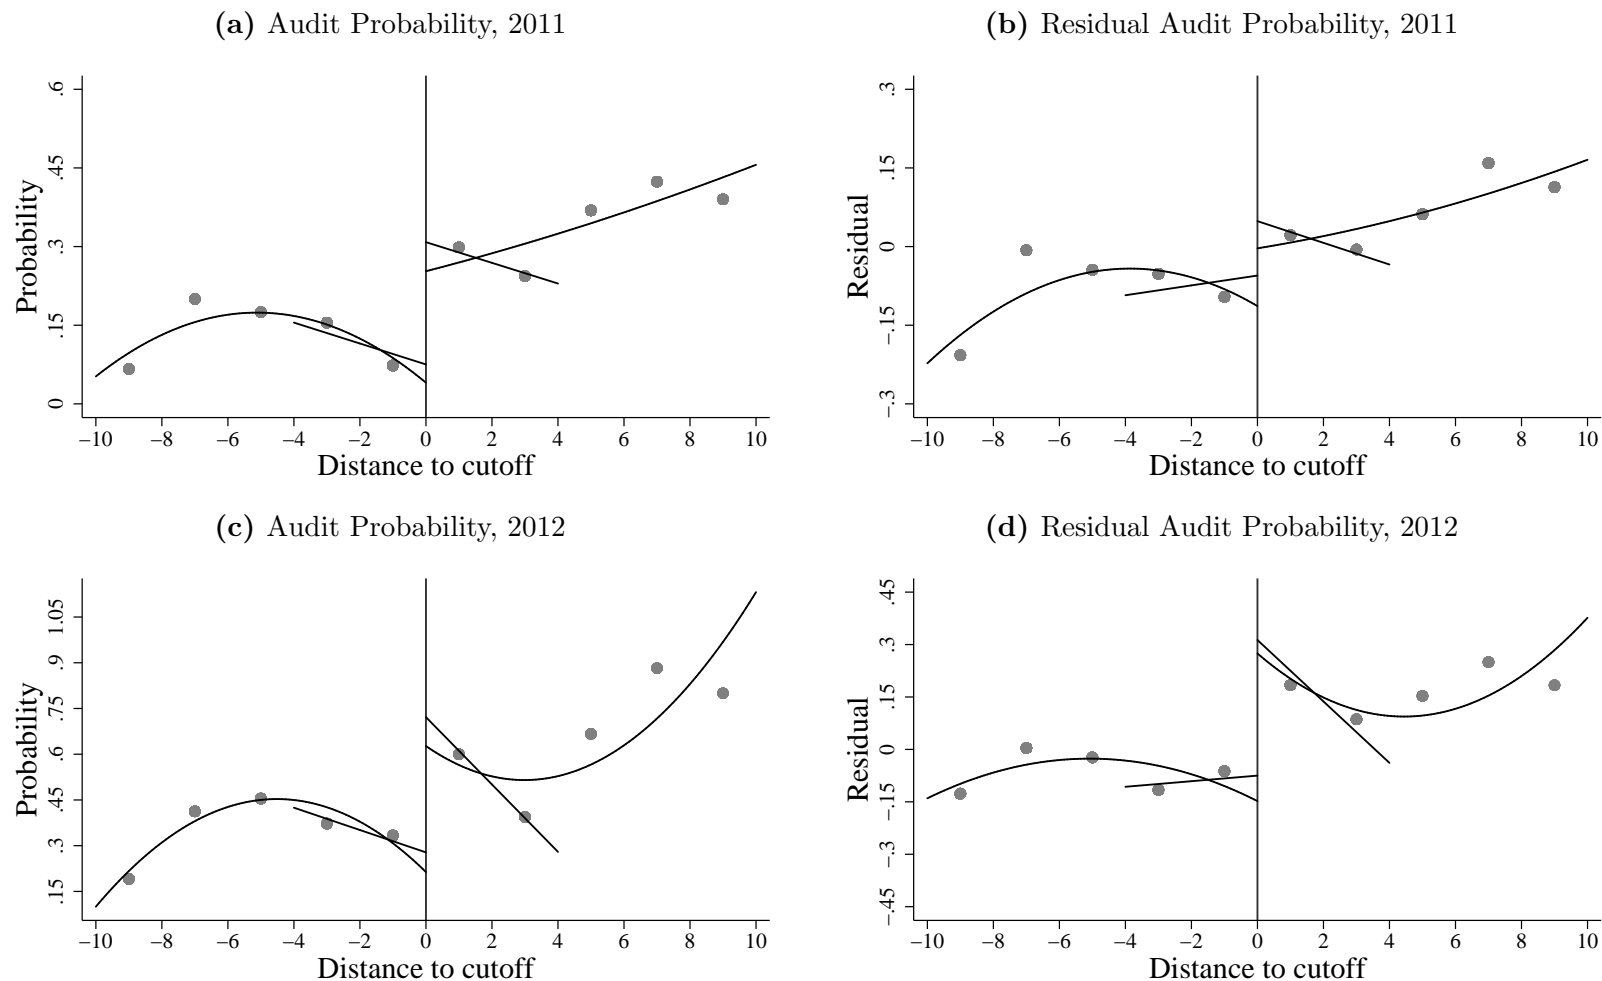 (a) Audit Probability, 2011
(b) Residual Audit Probability, 2011
Probability
0 .15 .3 .45 .6
−10 −8 −6 −4 −2 0 2 4 6 8 10
Distance to cutoff
Residual
−.3 −.15 0 .15 .3
−10 −8 −6 −4 −2 0 2 4 6 8 10
Distance to cutoff
(c) Audit Probability, 2012
(d) Residual Audit Probability, 2012
Probability
.15 .3 .45 .6 .75 .9 1.05
−10 −8 −6 −4 −2 0 2 4 6 8 10
Distance to cutoff
Residual
−.45 −.3 −.15 0 .15 .3 .45
−10 −8 −6 −4 −2 0 2 4 6 8 10
Distance to cutoff